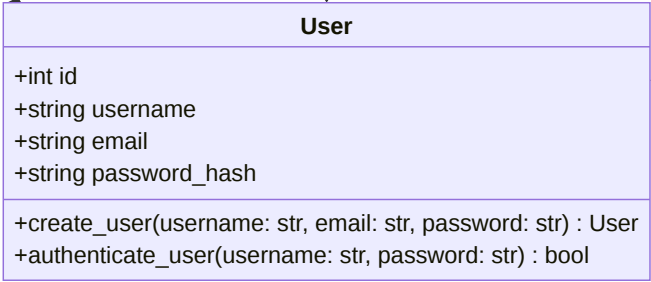 User
+int id
+string username
+string email
+string password_hash
+create_user(username: str, email: str, password: str) : User
+authenticate_user(username: str, password: str) : bool